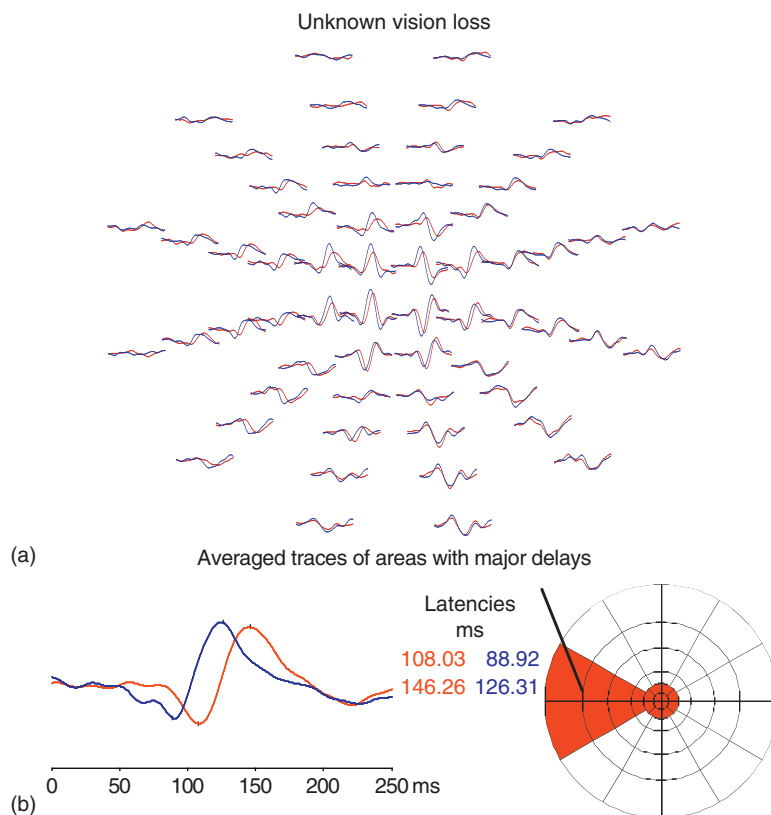 Unknown vision loss
(a)
Averaged traces of areas with major delays
Latencies
ms
108.03 88.92
146.26 126.31
0 50 100 150 200 250 ms
(b)